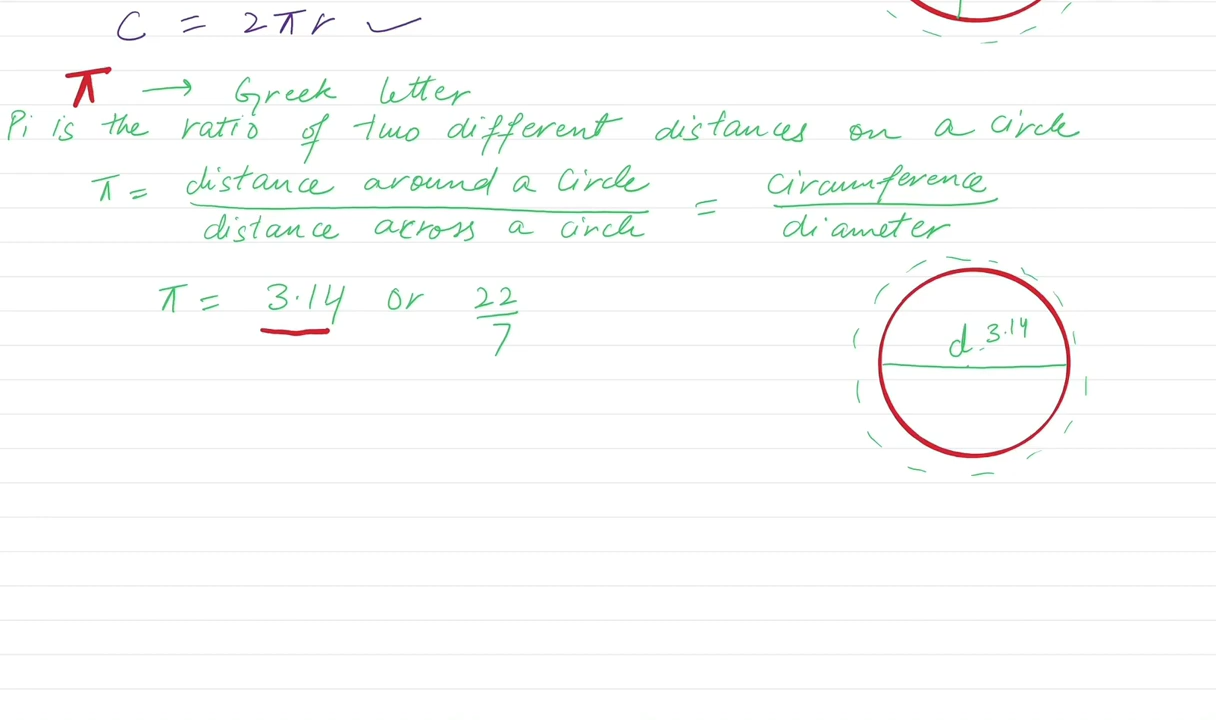 C = 2πr ✓
π → Greek letter
Pi is the ratio of two different distances on a circle
π = distance around a circle / distance across a circle = circumference / diameter
π = 3.14 or 22/7
d.3.14